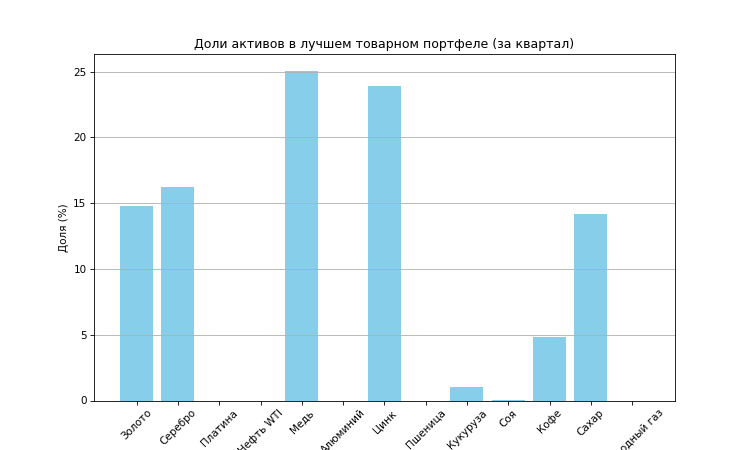 Доли активов в лучшем товарном портфеле (за квартал)
Доля (%)
25
20
15
10
5
0
Золото
Серебро
Платина
Нефть WTI
Медь
Алюминий
Цинк
Пшеница
Кукуруза
Соя
Кофе
Сахар
газ